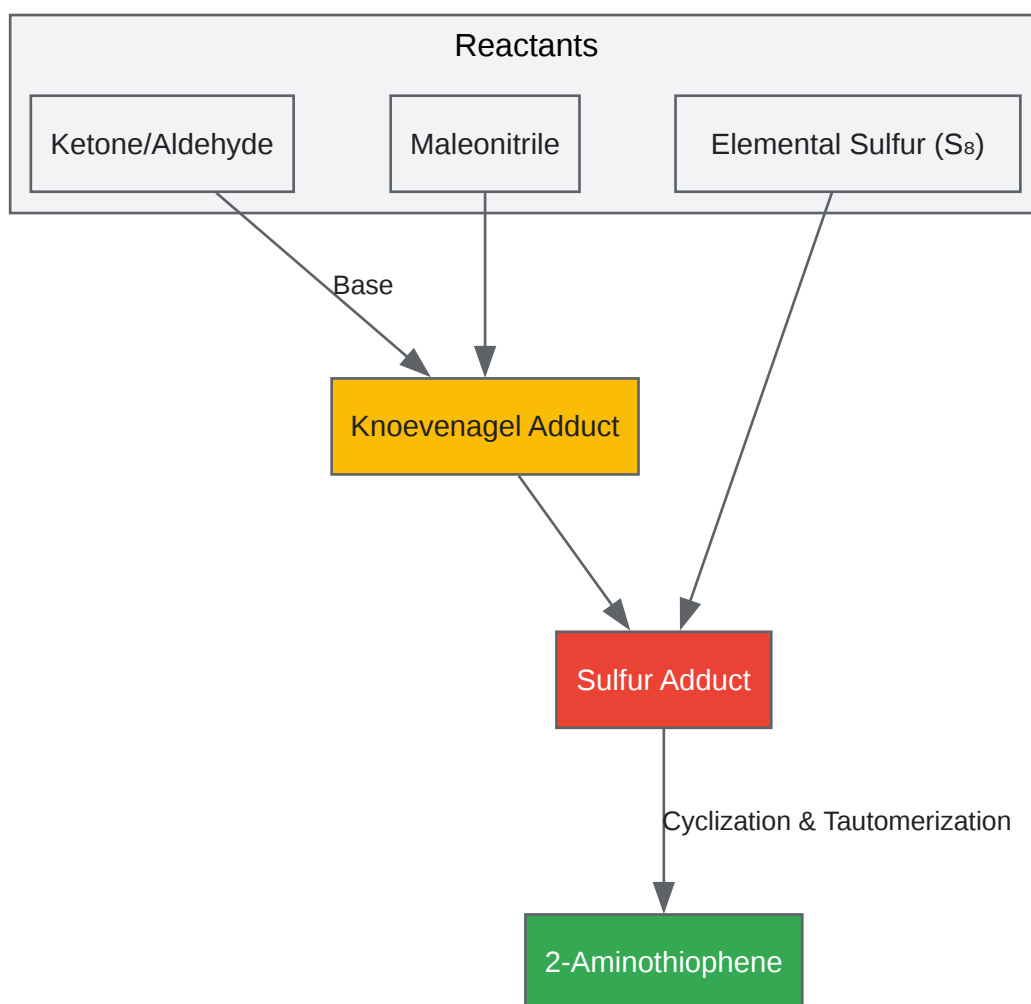 Reactants
Ketone/Aldehyde
Maleonitrile
Elemental Sulfur (S₈)
Base
Knoevenagel Adduct
Sulfur Adduct
Cyclization & Tautomerization
2-Aminothiophene